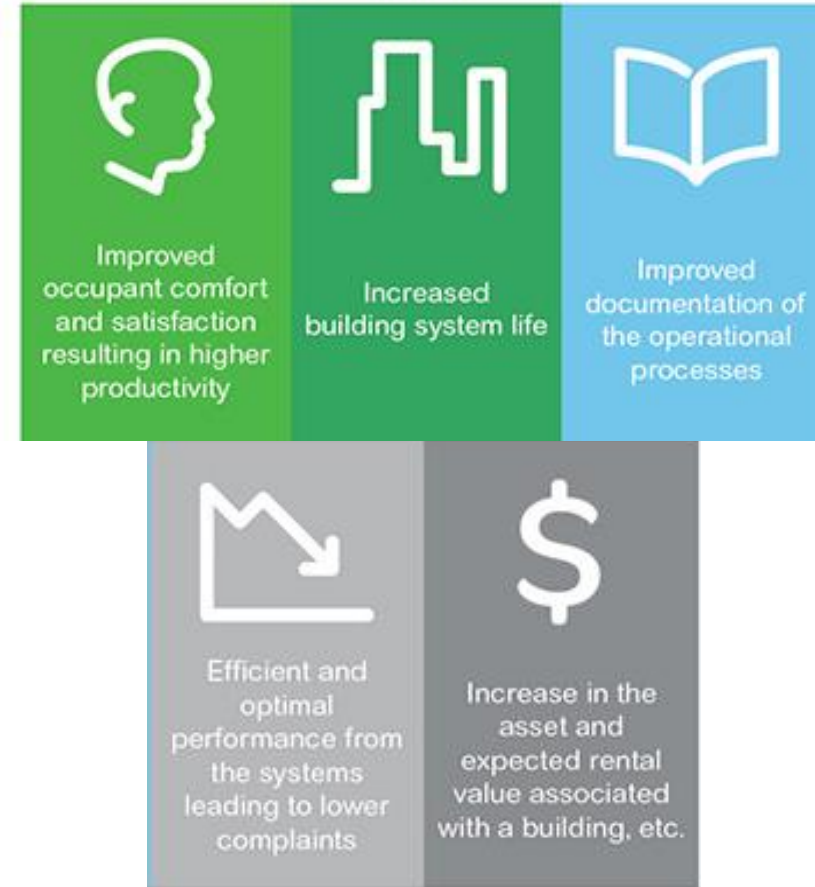 Improved
occupant comfort
and satisfaction
resulting in higher
productivity
Increased
building system life
Improved
documentation of
the operational
processes
Efficient and
optimal
performance from
the systems
leading to lower
complaints
$
Increase in the
asset and
expected rental
value associated
with a building, etc.